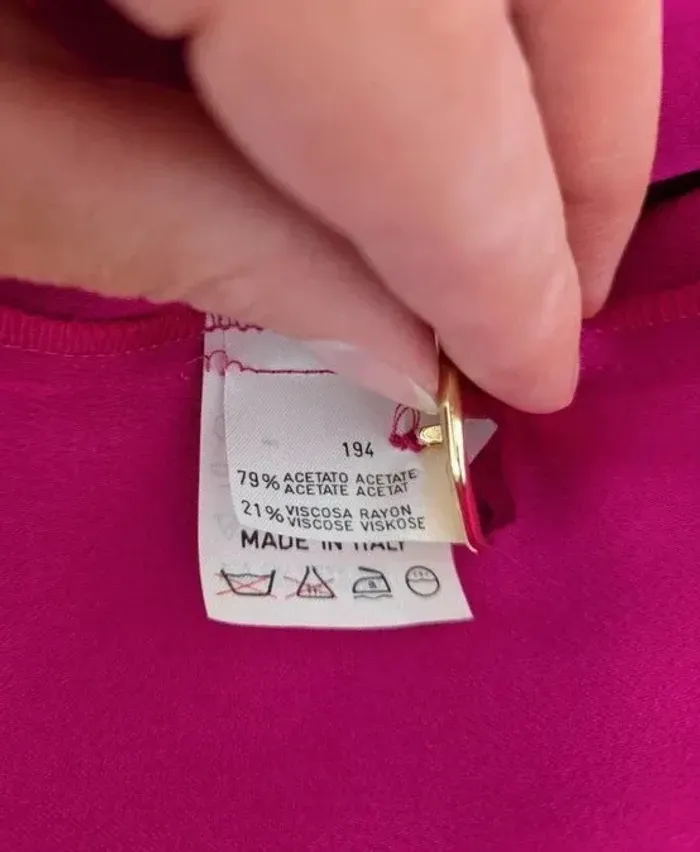 194
79% ACETATO ACETATE
ACETATE ACETAT
21% VISCOSA RAYON
VISCOSE VISKOSE
MADE IN ITALY